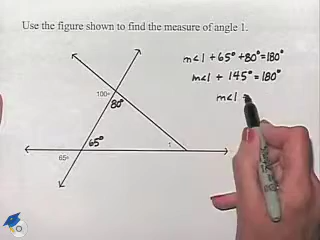 Use the figure shown to find the measure of angle 1.
m∠1 + 65° + 80° = 180°
m∠1 + 145° = 180°
m∠1 =
100°
80°
65°
1
65°